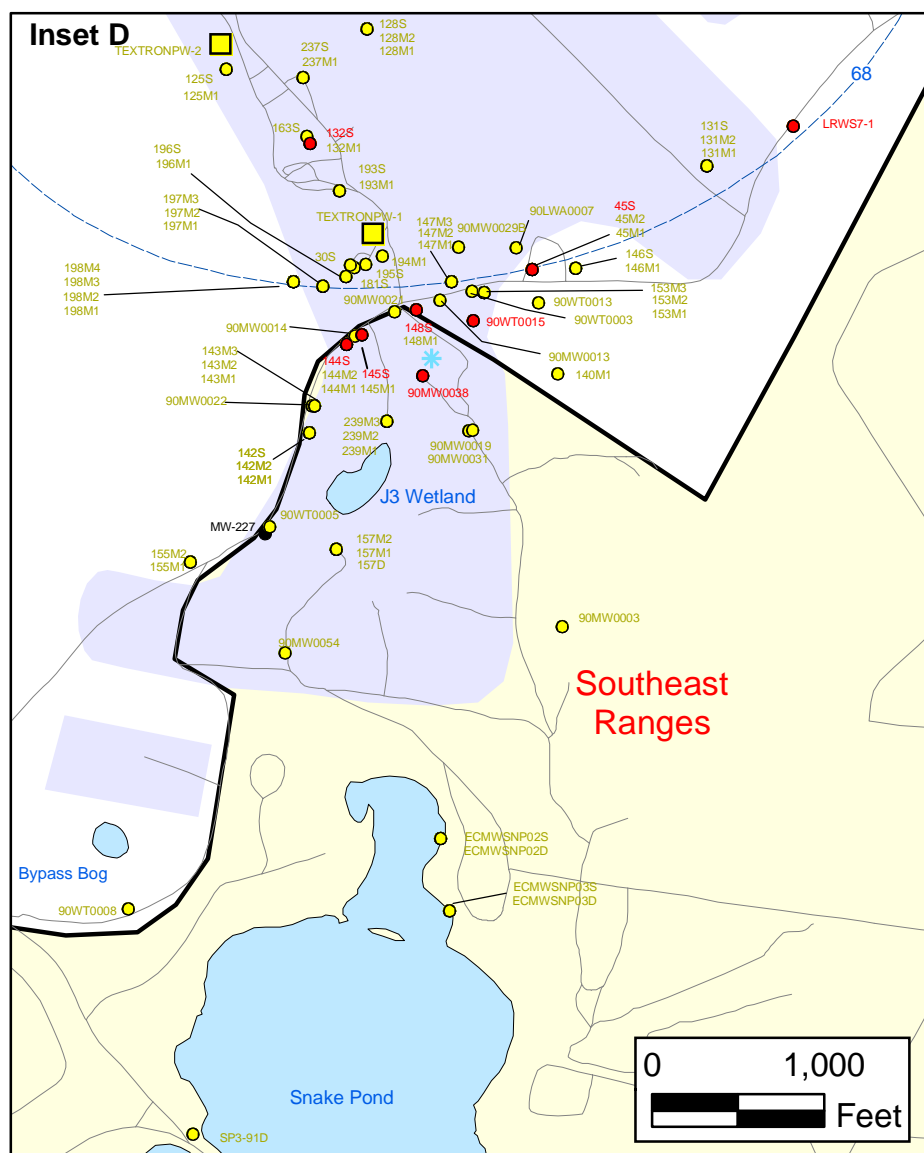 Inset D
TEXTRONPW-2
128S
128M2
128M1
237S
237M1
125S
125M1
68
LRWS7-1
163S
132S
132M1
131S
131M2
131M1
196S
196M1
193S
193M1
197M3
197M2
197M1
TEXTRONPW-1
147M3
147M2
147M1
90MW0029B
90LWA0007
45S
45M2
45M1
146S
146M1
198M4
198M3
198M2
198M1
30S
194M1
195S
181S
153M3
153M2
153M1
90MW0021
90WT0013
90WT0003
90WT0015
90MW0014
148S
148M1
90MW0013
143M3
143M2
143M1
144S
144M2
144M1
145S
145M1
140M1
90MW0038
90MW0022
239M3
239M2
239M1
90MW0019
90MW0031
142S
142M2
142M1
J3 Wetland
MW-227
90WT0005
155M2
155M1
157M2
157M1
157D
90MW0003
90MW0054
Southeast
Ranges
ECMWSNP02S
ECMWSNP02D
Bypass Bog
ECMWSNP03S
ECMWSNP03D
90WT0008
0 1,000
Feet
Snake Pond
SP3-91D